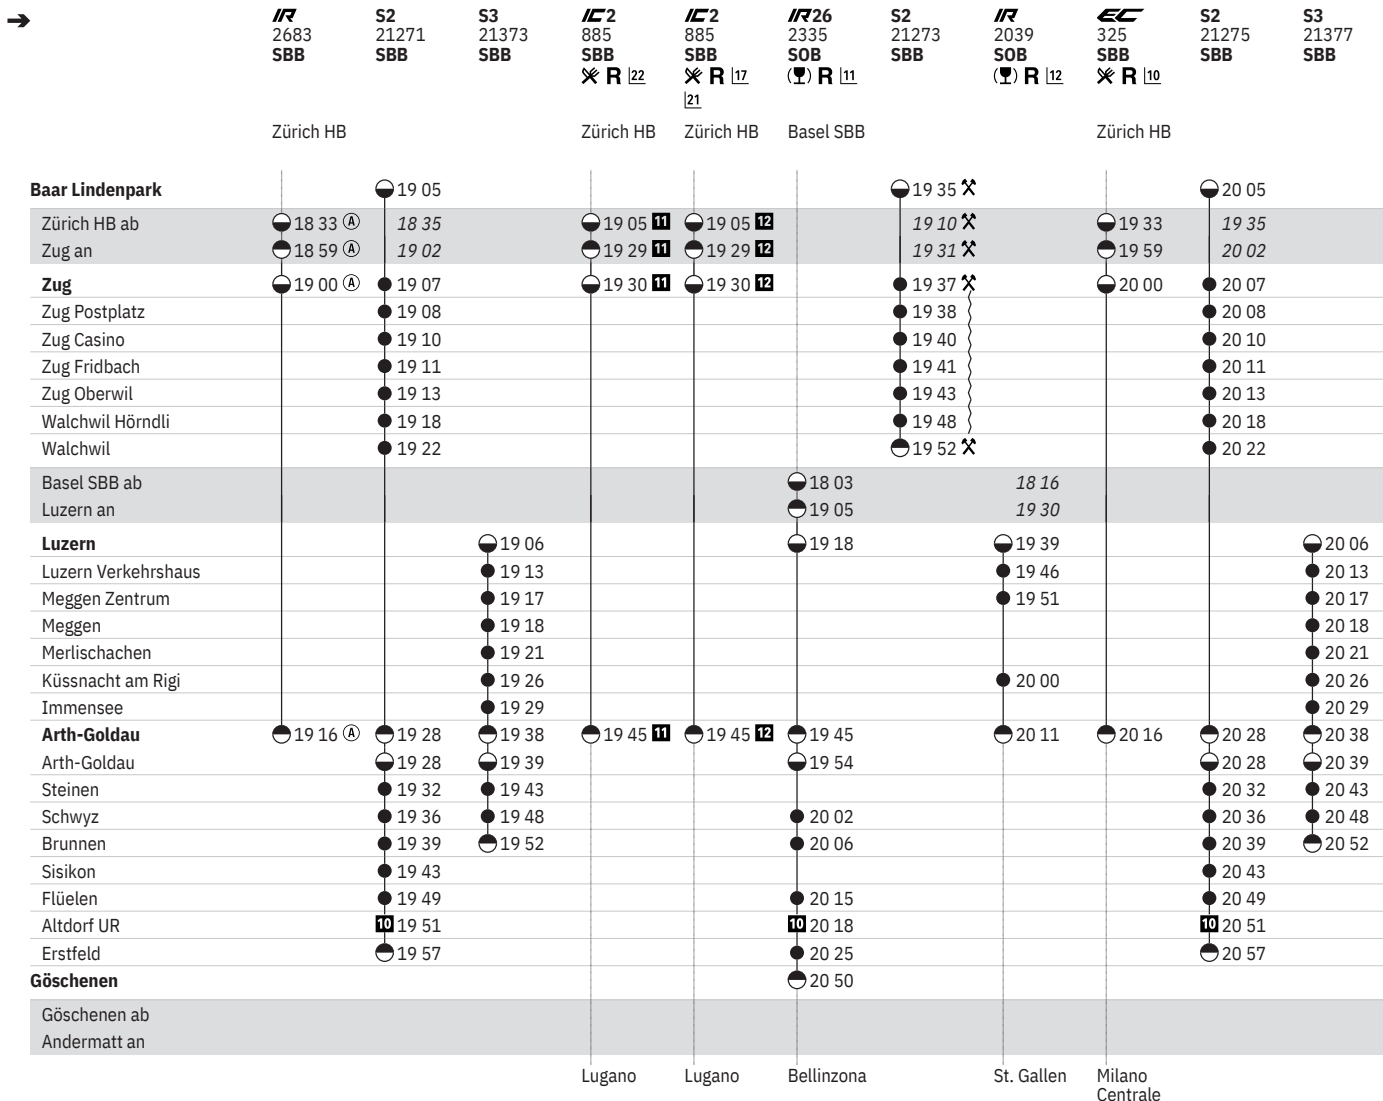 ➔ IR S2 S3 IC2 IC2 IR26 S2 IR EC S2 S3
2683 21271 21373 885 885 2335 21273 2039 325 21275 21377
SBB SBB SBB SBB SBB SOB SBB SOB SBB SBB SBB
R 22 R 17 R 11 R 12 R 10
21
Zürich HB Zürich HB Zürich HB Basel SBB Zürich HB
Baar Lindenpark 19 05 19 35 20 05
Zürich HB ab 18 33 A 18 35 19 05 11 19 05 12 19 10 19 33 19 35
Zug an 18 59 A 19 02 19 29 11 19 29 12 19 31 19 59 20 02
Zug 19 00 A 19 07 19 30 11 19 30 12 19 37 20 00 20 07
Zug Postplatz 19 08 19 38 20 08
Zug Casino 19 10 19 40 20 10
Zug Fridbach 19 11 19 41 20 11
Zug Oberwil 19 13 19 43 20 13
Walchwil Hörndli 19 18 19 48 20 18
Walchwil 19 22 19 52 20 22
Basel SBB ab 18 03 18 16
Luzern an 19 05 19 30
Luzern 19 06 19 18 19 39 20 06
Luzern Verkehrshaus 19 13 19 46 20 13
Meggen Zentrum 19 17 19 51 20 17
Meggen 19 18 20 18
Merlischachen 19 21 20 21
Küssnacht am Rigi 19 26 20 00 20 26
Immensee 19 29 20 29
Arth-Goldau 19 16 A 19 28 19 38 19 45 11 19 45 12 19 45 20 11 20 16 20 28 20 38
Arth-Goldau 19 28 19 39 19 54 20 28 20 39
Steinen 19 32 19 43 20 32 20 43
Schwyz 19 36 19 48 20 02 20 36 20 48
Brunnen 19 39 19 52 20 06 20 39 20 52
Sisikon 19 43 20 43
Flüelen 19 49 20 15 20 49
Altdorf UR 10 19 51 10 20 18 10 20 51
Erstfeld 19 57 20 25 20 57
Göschenen 20 50
Göschenen ab
Andermatt an
Lugano Lugano Bellinzona St. Gallen Milano
Centrale